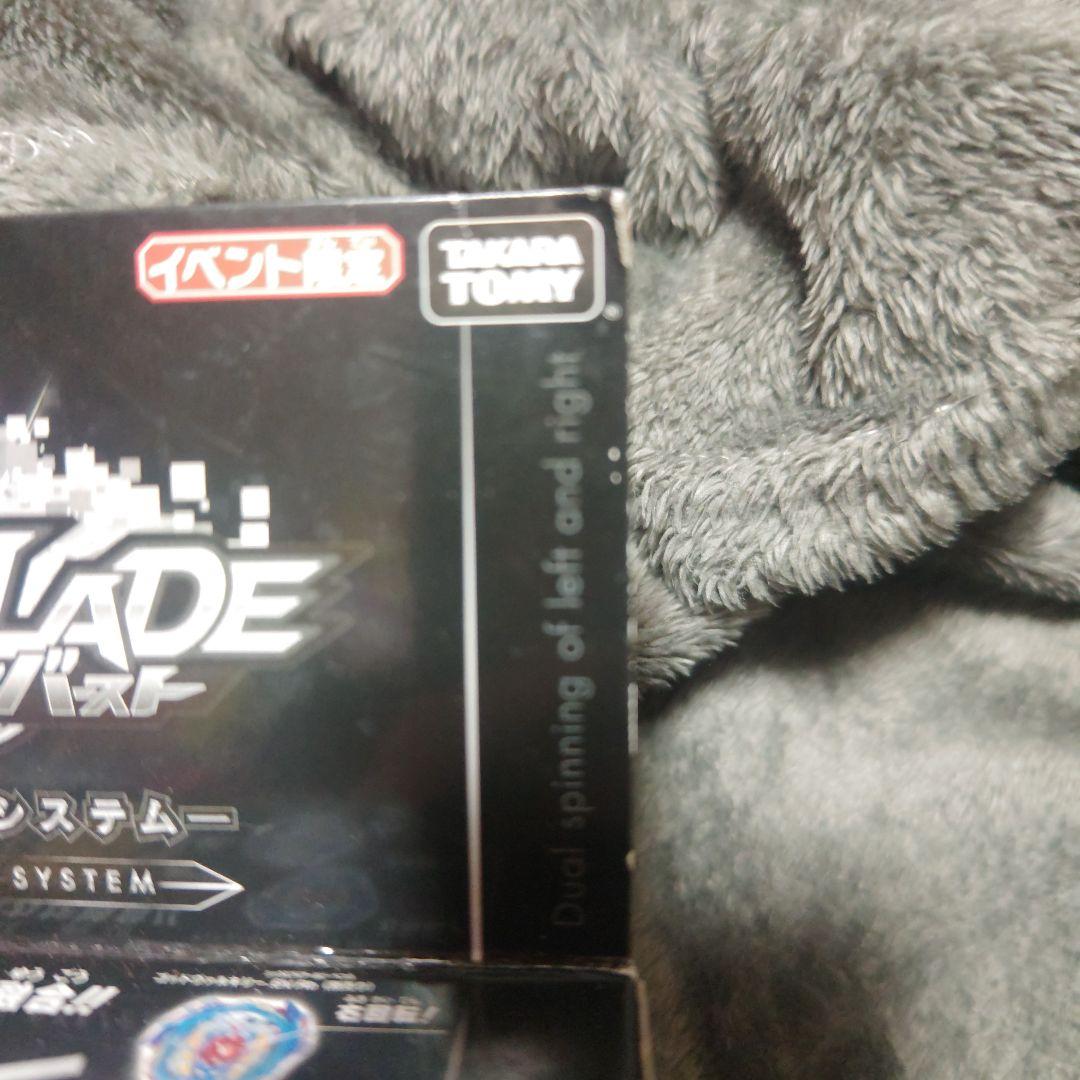 イベント限定
TAKARA
TOMY
Dual spinning of left and right
LADE
バースト
システムー
SYSTEM